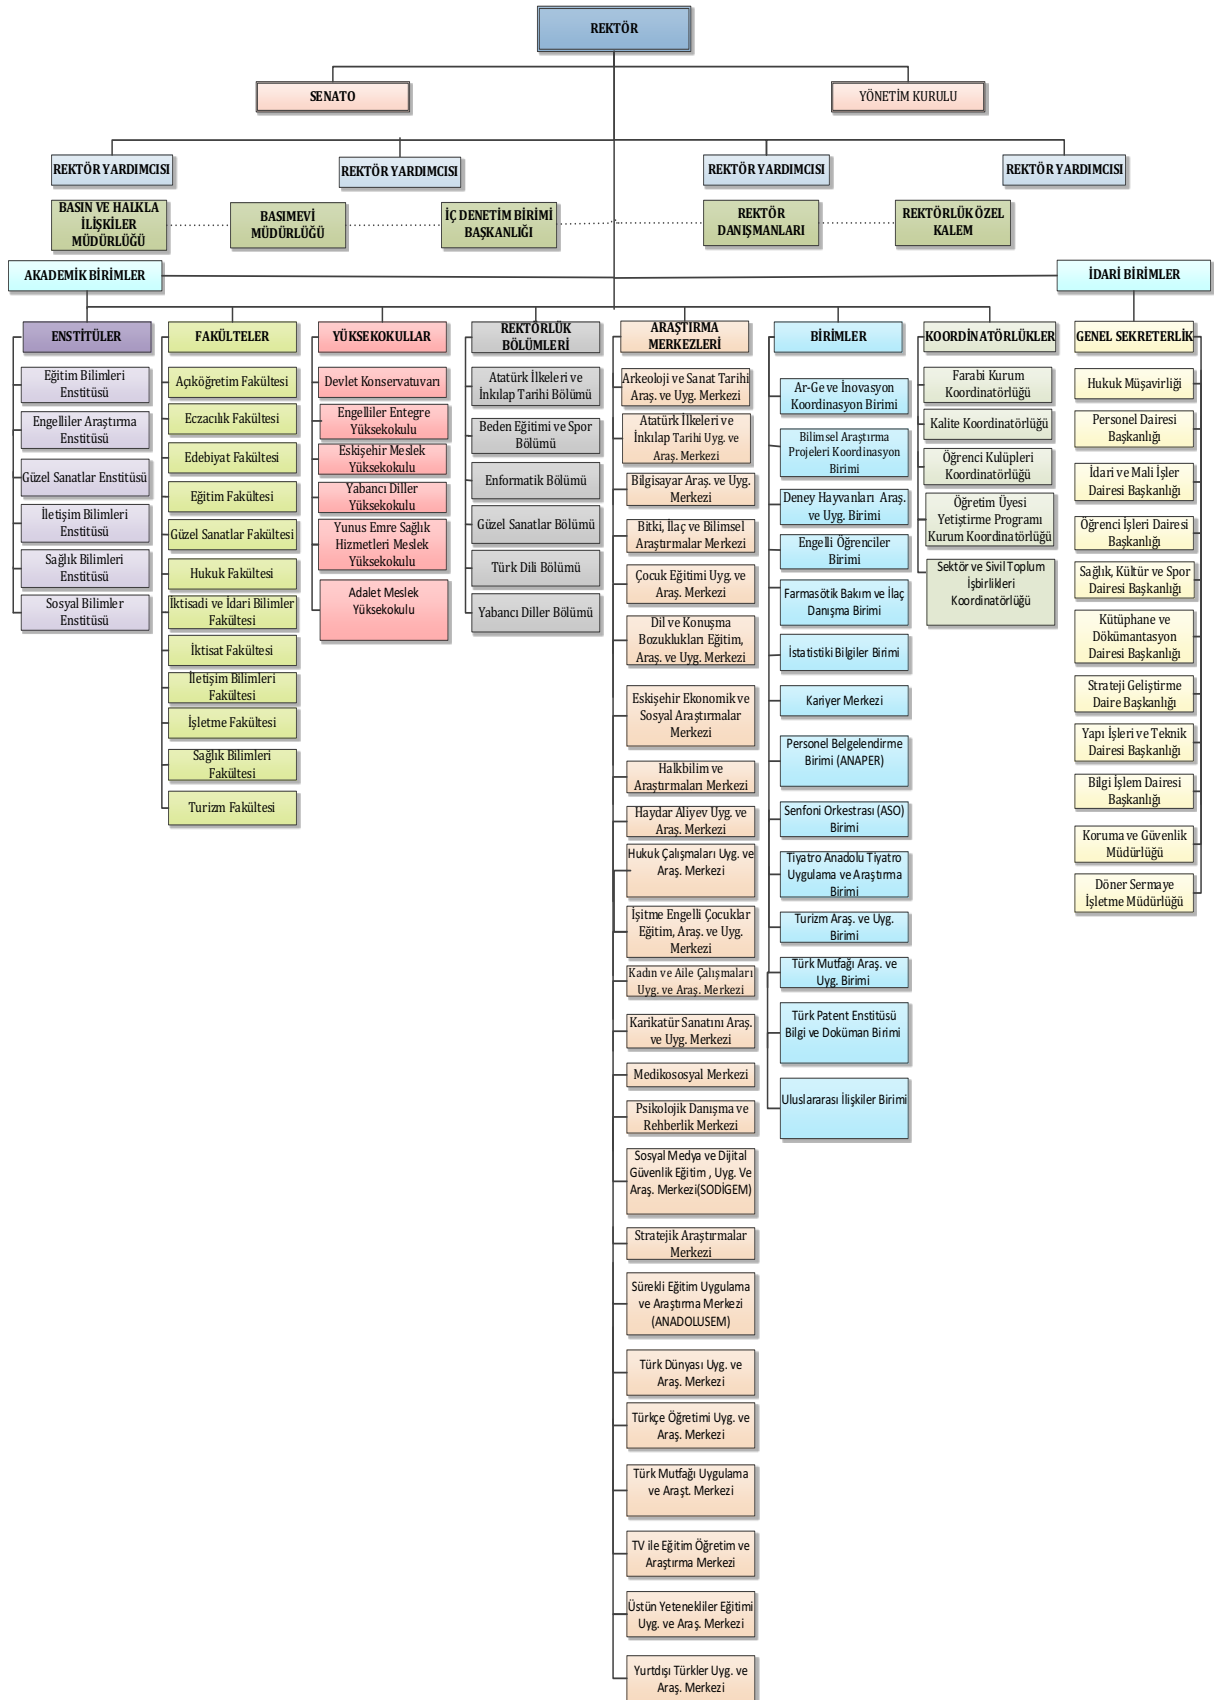 REKTÖR
SENATO
YÖNETİM KURULU
REKTÖR YARDIMCISI
REKTÖR YARDIMCISI
REKTÖR YARDIMCISI
REKTÖR YARDIMCISI
BASIN VE HALKLA
İLİŞKİLER
MÜDÜRLÜĞÜ
BASIMEVİ
MÜDÜRLÜĞÜ
İÇ DENETİM BİRİMİ
BAŞKANLIĞI
REKTÖR
DANIŞMANLARI
REKTÖRLÜK ÖZEL
KALEM
AKADEMİK BİRİMLER
İDARİ BİRİMLER
ENSTİTÜLER
Eğitim Bilimleri
Enstitüsü
Engelliler Araştırma
Enstitüsü
Güzel Sanatlar Enstitüsü
İletişim Bilimleri
Enstitüsü
Sağlık Bilimleri
Enstitüsü
Sosyal Bilimler
Enstitüsü
FAKÜLTELER
Açıköğretim Fakültesi
Eczacılık Fakültesi
Edebiyat Fakültesi
Eğitim Fakültesi
Güzel Sanatlar Fakültesi
Hukuk Fakültesi
İktisadi ve İdari Bilimler
Fakültesi
İktisat Fakültesi
İletişim Bilimleri
Fakültesi
İşletme Fakültesi
Sağlık Bilimleri
Fakültesi
Turizm Fakültesi
YÜKSEKOKULLAR
Devlet Konservatuvarı
Engelliler Entegre
Yüksekokulu
Eskişehir Meslek
Yüksekokulu
Yabancı Diller
Yüksekokulu
Yunus Emre Sağlık
Hizmetleri Meslek
Yüksekokulu
Adalet Meslek
Yüksekokulu
REKTÖRLÜK
BÖLÜMLERİ
Atatürk İlkeleri ve
İnkılap Tarihi Bölümü
Beden Eğitimi ve Spor
Bölümü
Enformatik Bölümü
Güzel Sanatlar Bölümü
Türk Dili Bölümü
Yabancı Diller Bölümü
ARAŞTIRMA
MERKEZLERİ
Arkeoloji ve Sanat Tarihi
Araş. ve Uyg. Merkezi
Atatürk İlkeleri ve
İnkılap Tarihi Uyg. ve
Araş. Merkezi
Bilgisayar Araş. ve Uyg.
Merkezi
Bitki, İlaç ve Bilimsel
Araştırmalar Merkezi
Çocuk Eğitimi Uyg. ve
Araş. Merkezi
Dil ve Konuşma
Bozuklukları Eğitim,
Araş. ve Uyg. Merkezi
Eskişehir Ekonomik ve
Sosyal Araştırmalar
Merkezi
Halkbilim ve
Araştırmaları Merkezi
Haydar Aliyev Uyg. ve
Araş. Merkezi
Hukuk Çalışmaları Uyg. ve
Araş. Merkezi
İşitme Engelli Çocuklar
Eğitim, Araş. ve Uyg.
Merkezi
Kadın ve Aile Çalışmaları
Uyg. ve Araş. Merkezi
Karikatür Sanatını Araş.
ve Uyg. Merkezi
Medikososyal Merkezi
Psikolojik Danışma ve
Rehberlik Merkezi
Sosyal Medya ve Dijital
Güvenlik Eğitim , Uyg. Ve
Araş. Merkezi(SODİGEM)
Stratejik Araştırmalar
Merkezi
Sürekli Eğitim Uygulama
ve Araştırma Merkezi
(ANADOLUSEM)
Türk Dünyası Uyg. ve
Araş. Merkezi
Türkçe Öğretimi Uyg. ve
Araş. Merkezi
Türk Mutfağı Uygulama
ve Araşt. Merkezi
TV ile Eğitim Öğretim ve
Araştırma Merkezi
Üstün Yetenekliler Eğitimi
Uyg. ve Araş. Merkezi
Yurtdışı Türkler Uyg. ve
Araş. Merkezi
BİRİMLER
Ar-Ge ve İnovasyon
Koordinasyon Birimi
Bilimsel Araştırma
Projeleri Koordinasyon
Birimi
Deney Hayvanları Araş.
ve Uyg. Birimi
Engelli Öğrenciler
Birimi
Farmasötik Bakım ve İlaç
Danışma Birimi
İstatistiki Bilgiler Birimi
Kariyer Merkezi
Personel Belgelendirme
Birimi (ANAPER)
Senfoni Orkestrası (ASO)
Birimi
Tiyatro Anadolu Tiyatro
Uygulama ve Araştırma
Birimi
Turizm Araş. ve Uyg.
Birimi
Türk Mutfağı Araş. ve
Uyg. Birimi
Türk Patent Enstitüsü
Bilgi ve Doküman Birimi
Uluslararası İlişkiler Birimi
KOORDİNATÖRLÜKLER
Farabi Kurum
Koordinatörlüğü
Kalite Koordinatörlüğü
Öğrenci Kulüpleri
Koordinatörlüğü
Öğretim Üyesi
Yetiştirme Programı
Kurum Koordinatörlüğü
Sektör ve Sivil Toplum
İşbirlikleri
Koordinatörlüğü
GENEL SEKRETERLİK
Hukuk Müşavirliği
Personel Dairesi
Başkanlığı
İdari ve Mali İşler
Dairesi Başkanlığı
Öğrenci İşleri Dairesi
Başkanlığı
Sağlık, Kültür ve Spor
Dairesi Başkanlığı
Kütüphane ve
Dökümantasyon
Dairesi Başkanlığı
Strateji Geliştirme
Daire Başkanlığı
Yapı İşleri ve Teknik
Dairesi Başkanlığı
Bilgi İşlem Dairesi
Başkanlığı
Koruma ve Güvenlik
Müdürlüğü
Döner Sermaye
İşletme Müdürlüğü